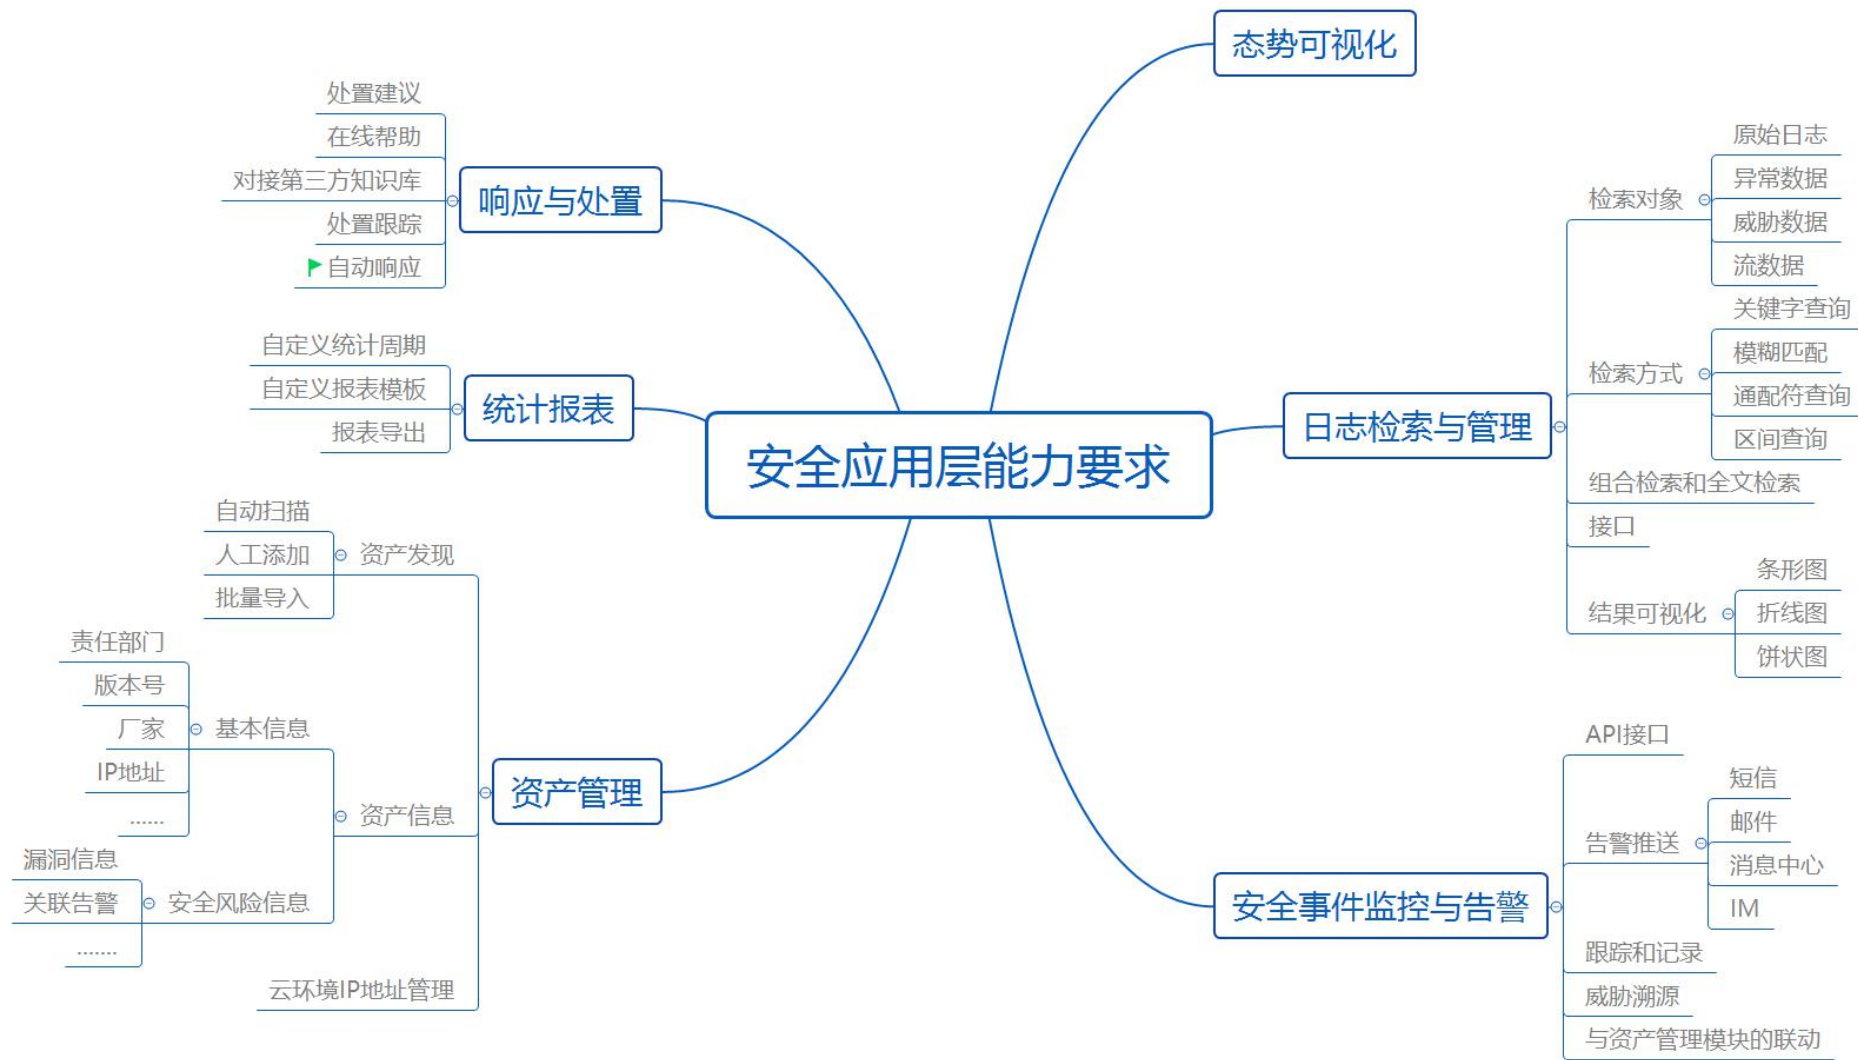 安全应用层能力要求
态势可视化
日志检索与管理
检索对象
原始日志
异常数据
威胁数据
流数据
检索方式
关键字查询
模糊匹配
通配符查询
区间查询
组合检索和全文检索
接口
结果可视化
条形图
折线图
饼状图
安全事件监控与告警
API接口
告警推送
短信
邮件
消息中心
IM
跟踪和记录
威胁溯源
与资产管理模块的联动
响应与处置
处置建议
在线帮助
对接第三方知识库
处置跟踪
自动响应
统计报表
自定义统计周期
自定义报表模板
报表导出
资产管理
资产发现
自动扫描
人工添加
批量导入
资产信息
基本信息
责任部门
版本号
厂家
IP地址
......
安全风险信息
漏洞信息
关联告警
.......
云环境IP地址管理